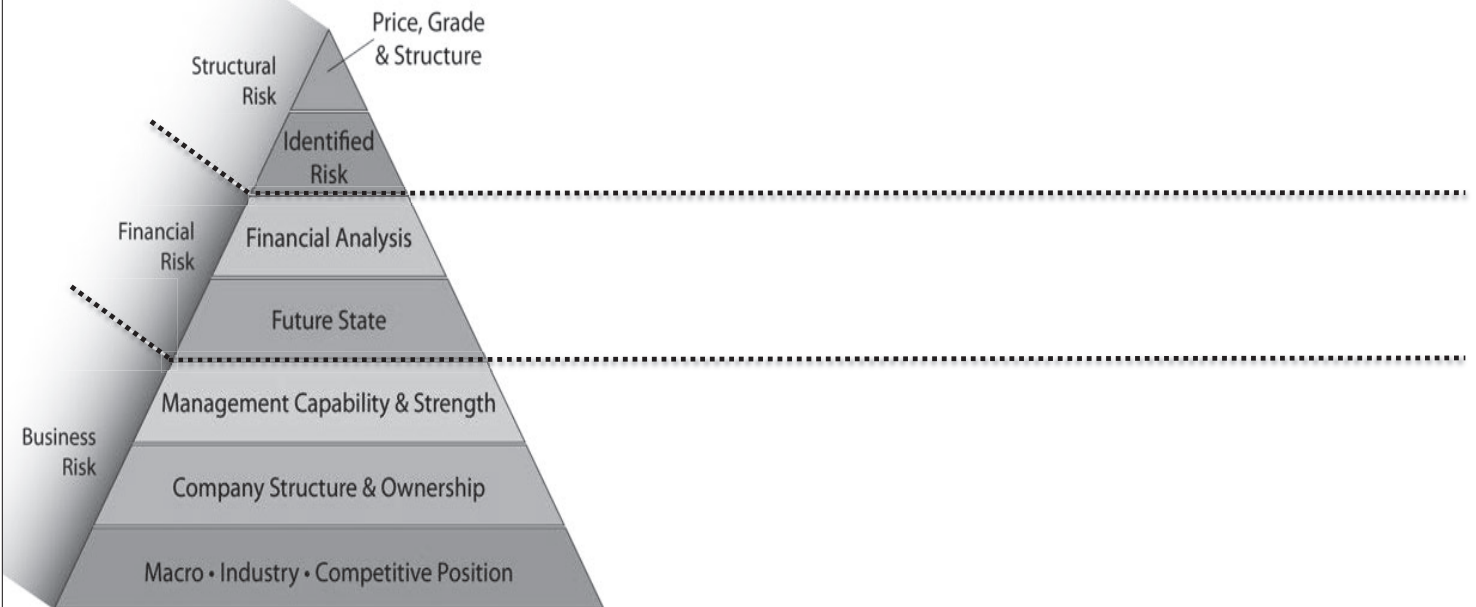 Price, Grade
& Structure
Structural
Risk
Identified
Risk
Financial
Risk
Financial Analysis
Future State
Management Capability & Strength
Business
Risk
Company Structure & Ownership
Macro • Industry • Competitive Position